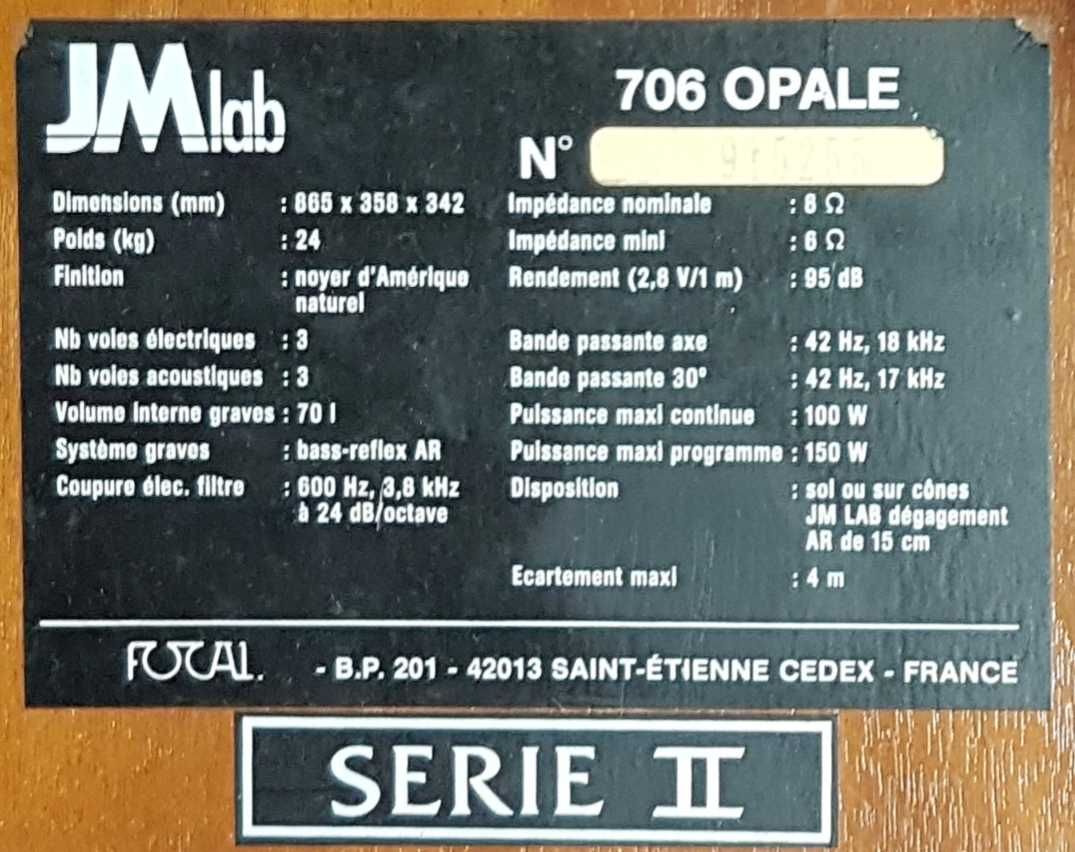 JMlab
706 OPALE
N°
Dimensions (mm) : 865 x 358 x 342
Poids (kg) : 24
Finition : noyer d'Amérique
naturel
Nb voies électriques : 3
Nb voies acoustiques : 3
Volume interne graves : 70 l
Système graves : bass-reflex AR
Coupure élec. filtre : 600 Hz, 3,8 kHz
à 24 dB/octave
Impédance nominale : 8 Ω
Impédance mini : 6 Ω
Rendement (2,8 V/1 m) : 95 dB
Bande passante axe : 42 Hz, 18 kHz
Bande passante 30° : 42 Hz, 17 kHz
Puissance maxi continue : 100 W
Puissance maxi programme : 150 W
Disposition : sol ou sur cônes
JM LAB dégagement
AR de 15 cm
Ecartement maxi : 4 m
FOCAL. - B.P. 201 - 42013 SAINT-ÉTIENNE CEDEX - FRANCE
SERIE II